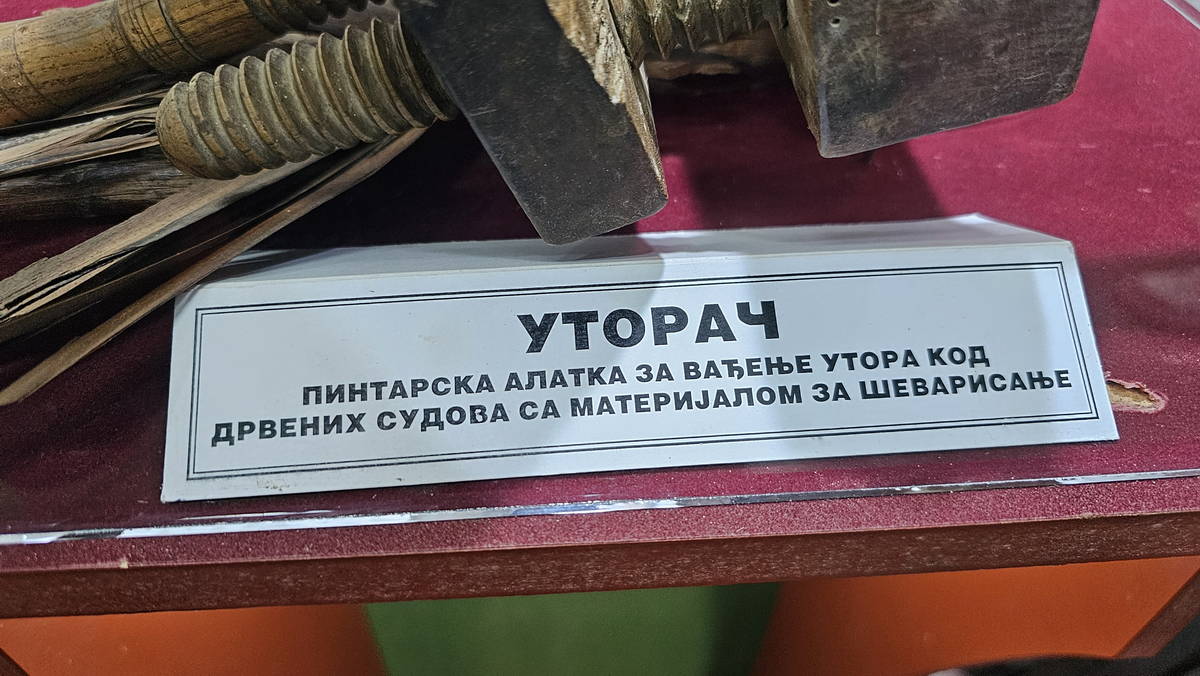 УТОРАЧ
ПИНТАРСКА АЛАТКА ЗА ВАЂЕЊЕ УТОРА КОД
ДРВЕНИХ СУДОВА СА МАТЕРИЈАЛОМ ЗА ШЕВАРИСАЊЕ